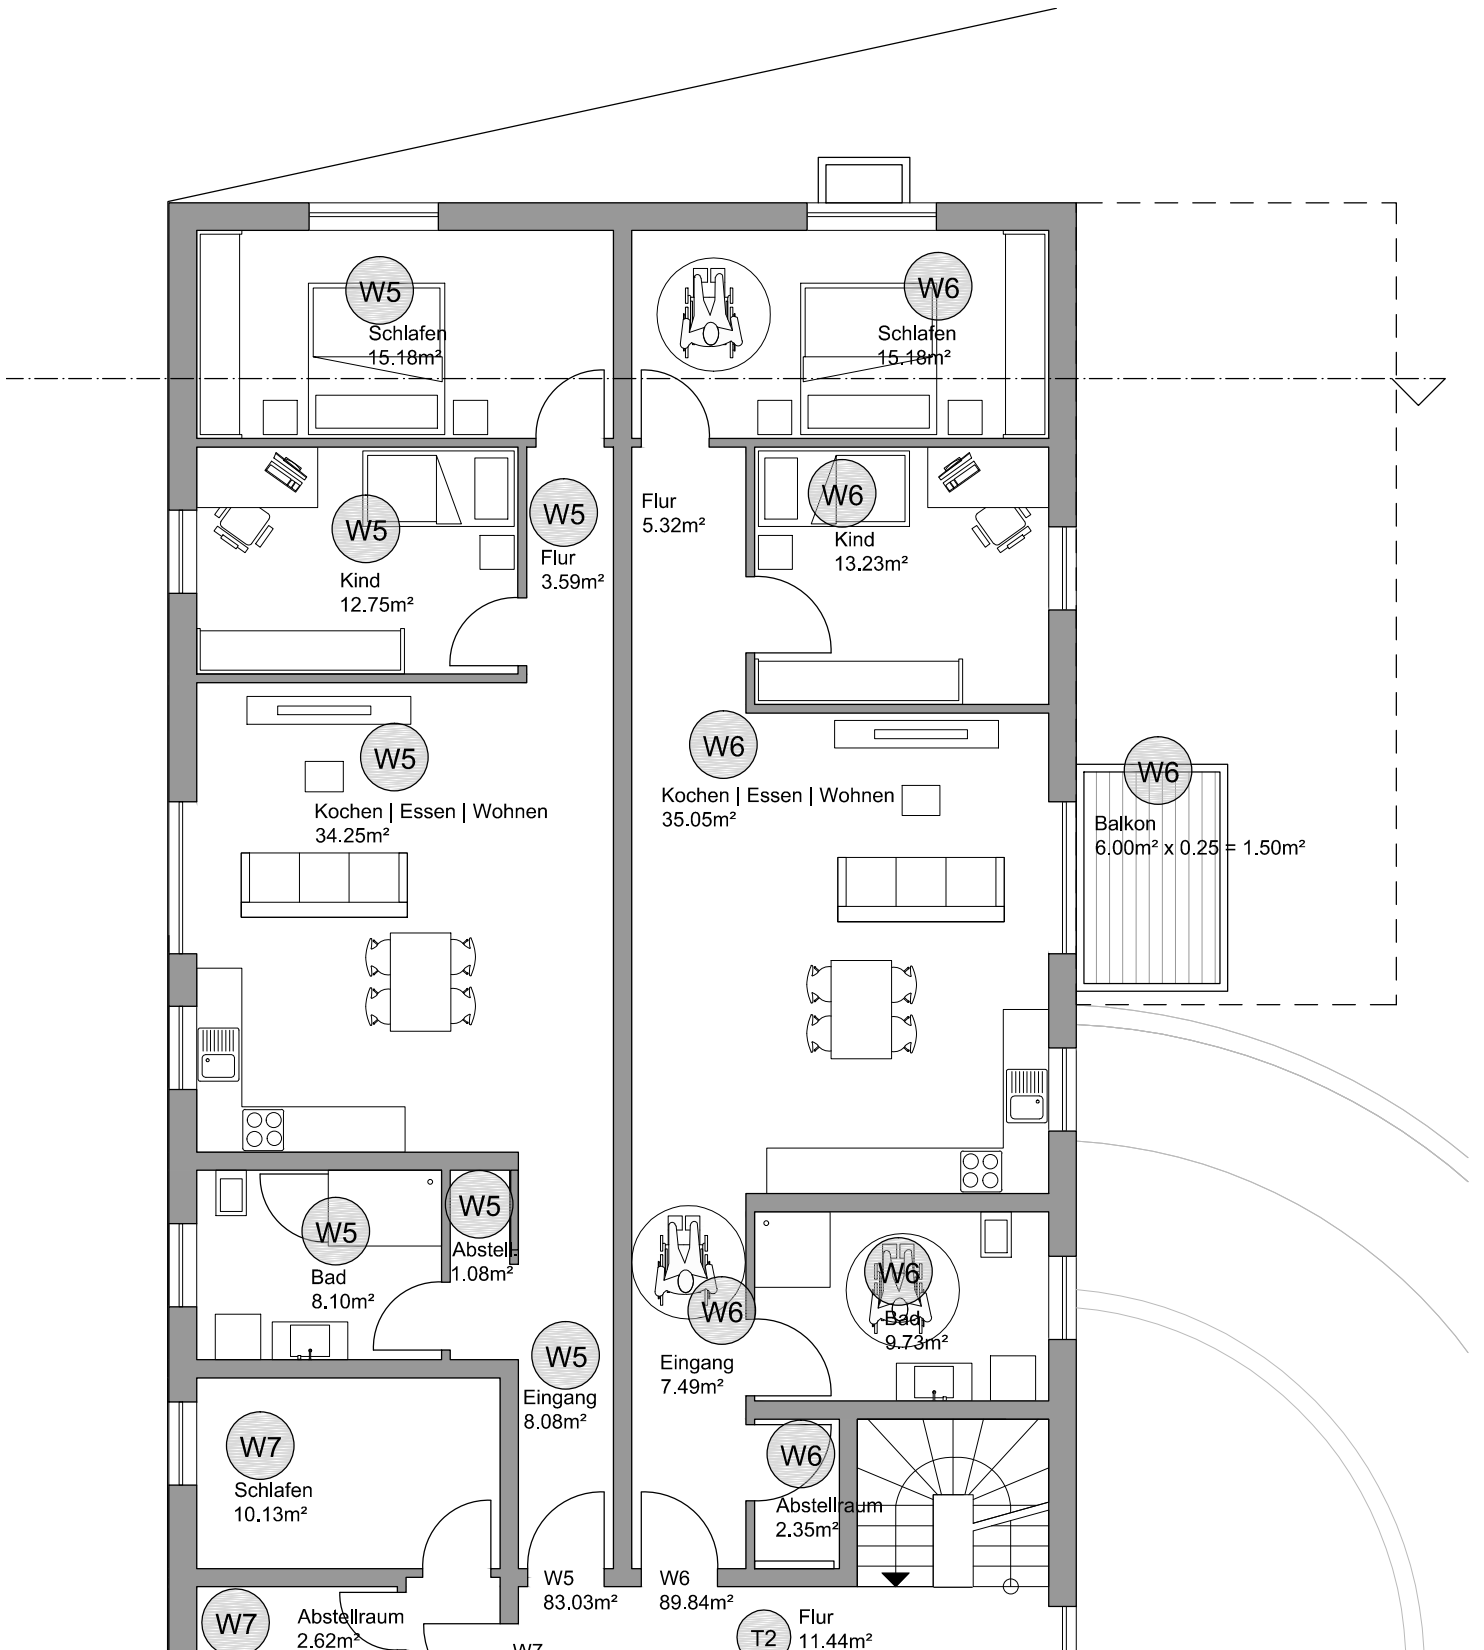 W5
Schlafen
15.18m²
W6
Schlafen
15.18m²
W5
Kind
12.75m²
W5
Flur
3.59m²
Flur
5.32m²
W6
Kind
13.23m²
W5
Kochen | Essen | Wohnen
34.25m²
W6
Kochen | Essen | Wohnen
35.05m²
W6
Balkon
6.00m² x 0.25 = 1.50m²
W5
Bad
8.10m²
W5
Abstell-
1.08m²
W5
Eingang
8.08m²
W6
Eingang
7.49m²
W6
Bad
9.73m²
W7
Schlafen
10.13m²
W6
Abstellraum
2.35m²
W5
83.03m²
W6
89.84m²
W7
Abstellraum
2.62m²
W7
T2
Flur
11.44m²